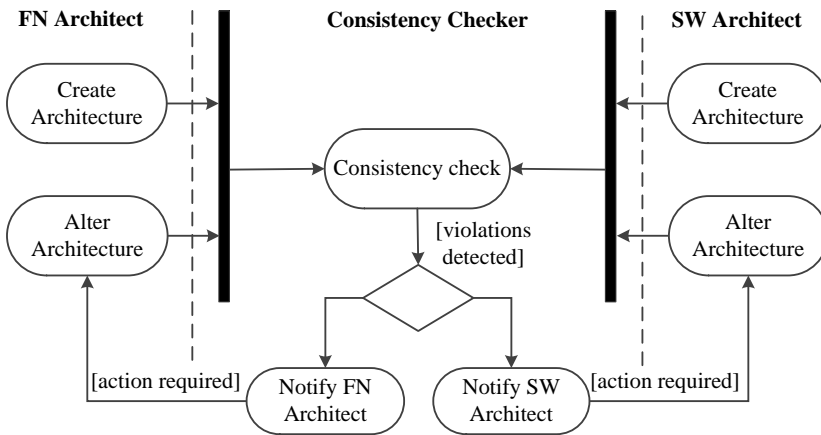 FN Architect
Consistency Checker
SW Architect
Create
Architecture
Create
Architecture
Consistency check
Alter
Architecture
[violations
detected]
Alter
Architecture
[action required]
Notify FN
Architect
Notify SW
Architect
[action required]